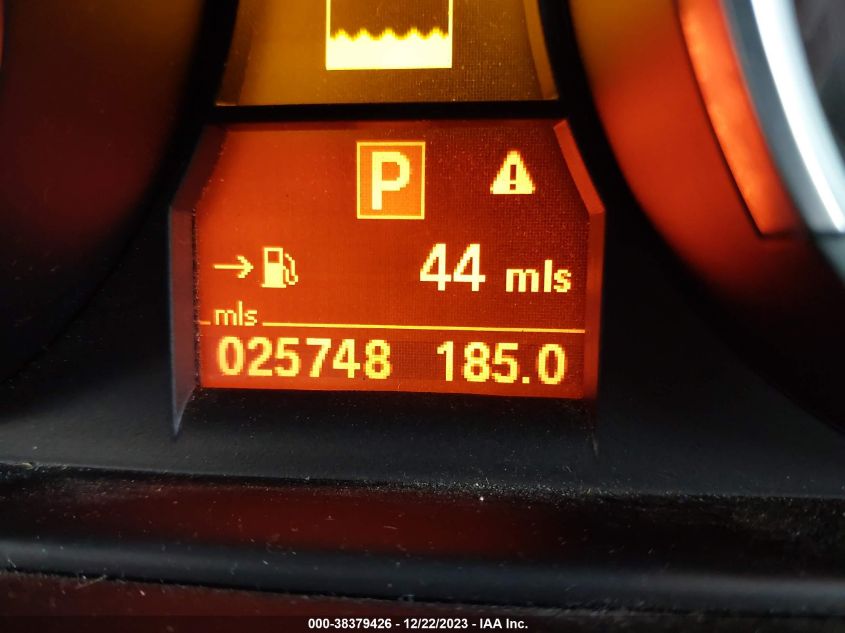 P
44 mls
mls
025748 185.0
000-38379426 - 12/22/2023 - IAA Inc.